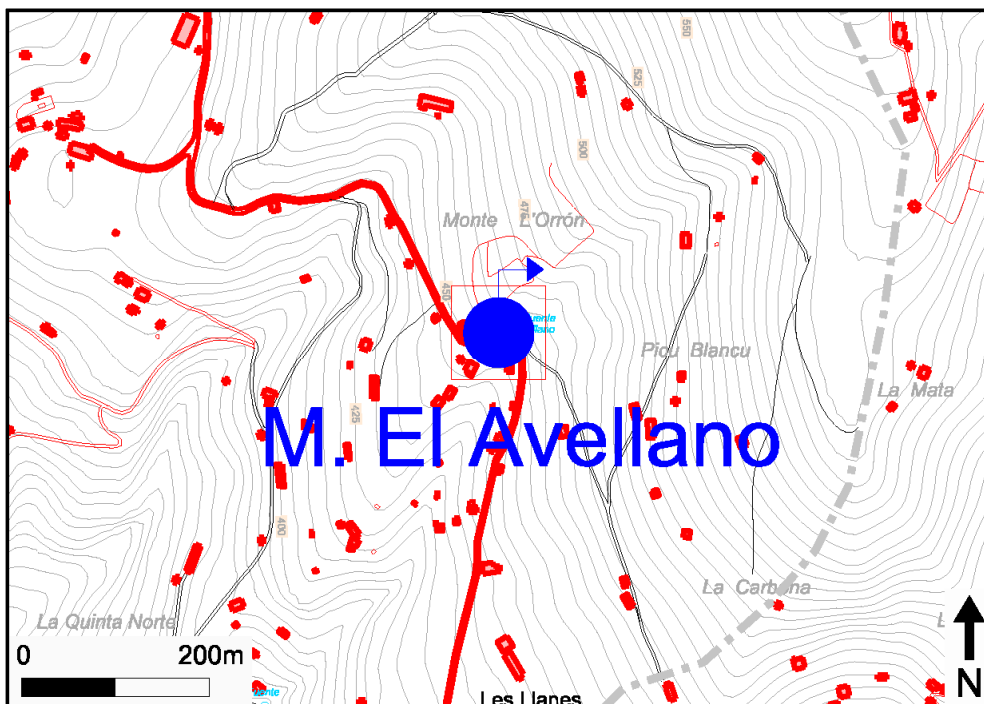 550
525
500
475
Monte L'Orrón
450
Picu Blancu
La Mata
425
M. El Avellano
400
La Carbona
La Quinta Norte
0 200m
N
Les Llanes